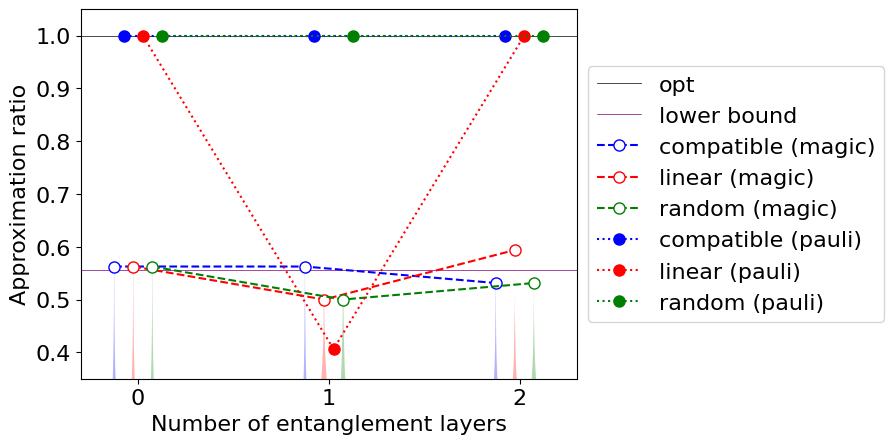 1.0
0.9
0.8
0.7
0.6
0.5
0.4
Approximation ratio
0 1 2
Number of entanglement layers
opt
lower bound
compatible (magic)
linear (magic)
random (magic)
compatible (pauli)
linear (pauli)
random (pauli)